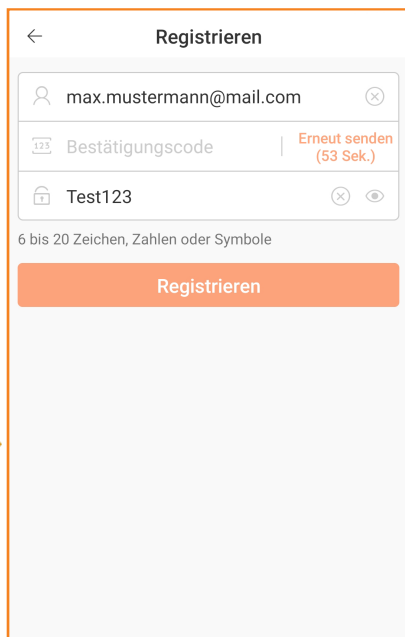 Registrieren
max.mustermann@mail.com
123 Bestätigungscode Erneut senden
(53 Sek.)
Test123
6 bis 20 Zeichen, Zahlen oder Symbole
Registrieren